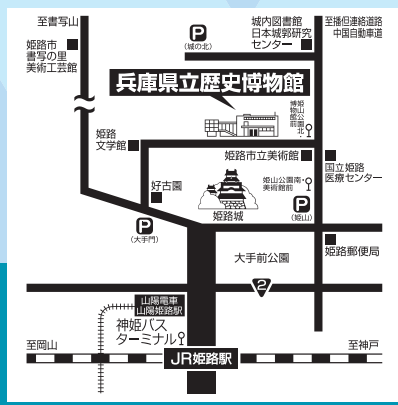 至書写山
姫路市
書写の里
美術工芸館
P
(城の北)
城内図書館
日本城郭研究
センター
至播但連絡道路
中国自動車道
兵庫県立歴史博物館
姫山公園北・
博物館前
姫路
文学館
姫路市立美術館
国立姫路
医療センター
好古園
姫山公園南・
美術館前
姫路城
P
(姫山)
P
(大手門)
大手前公園
姫路郵便局
2
山陽電車
山陽姫路駅
神姫バス
ターミナル
至岡山
JR姫路駅
至神戸